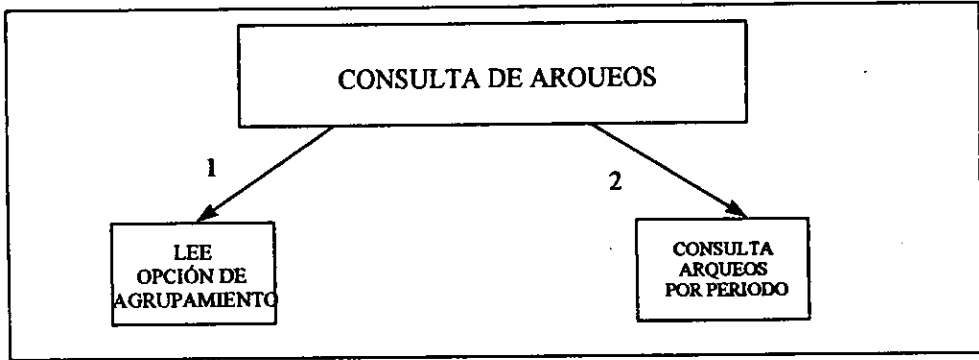 CONSULTA DE AROUEOS
1
2
LEE
OPCIÓN DE
AGRUPAMIENTO
CONSULTA
ARQUEOS
POR PERIODO